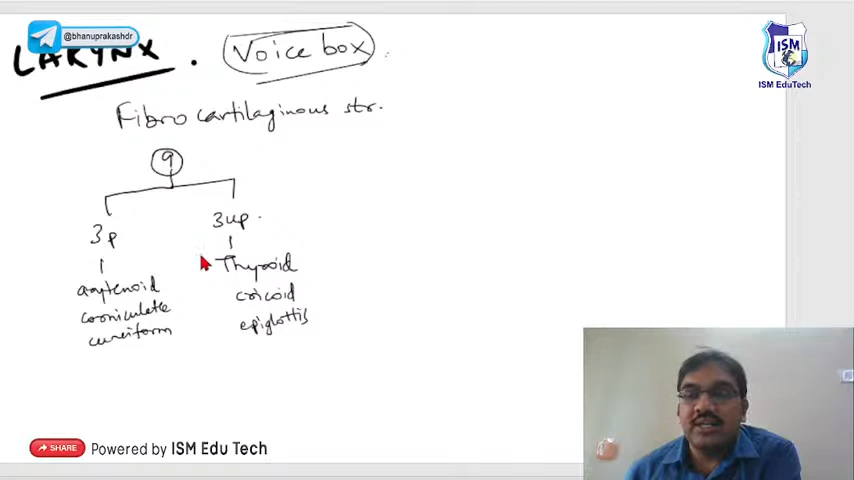 @bhanuprakashdr
LARYNX . Voice box
ISM
ISM EduTech
Fibro cartilaginous str.
9
3p 3up.
arytenoid Thyroid
corniculate cricoid
cuneiform epiglottis
SHARE Powered by ISM Edu Tech